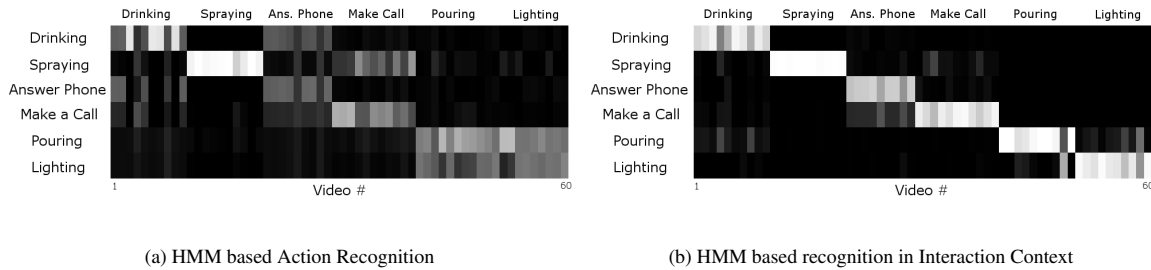 Drinking Spraying Ans. Phone Make Call Pouring Lighting
Drinking
Spraying
Answer Phone
Make a Call
Pouring
Lighting
1 Video # 60
(a) HMM based Action Recognition
Drinking Spraying Ans. Phone Make Call Pouring Lighting
Drinking
Spraying
Answer Phone
Make a Call
Pouring
Lighting
1 Video # 60
(b) HMM based recognition in Interaction Context